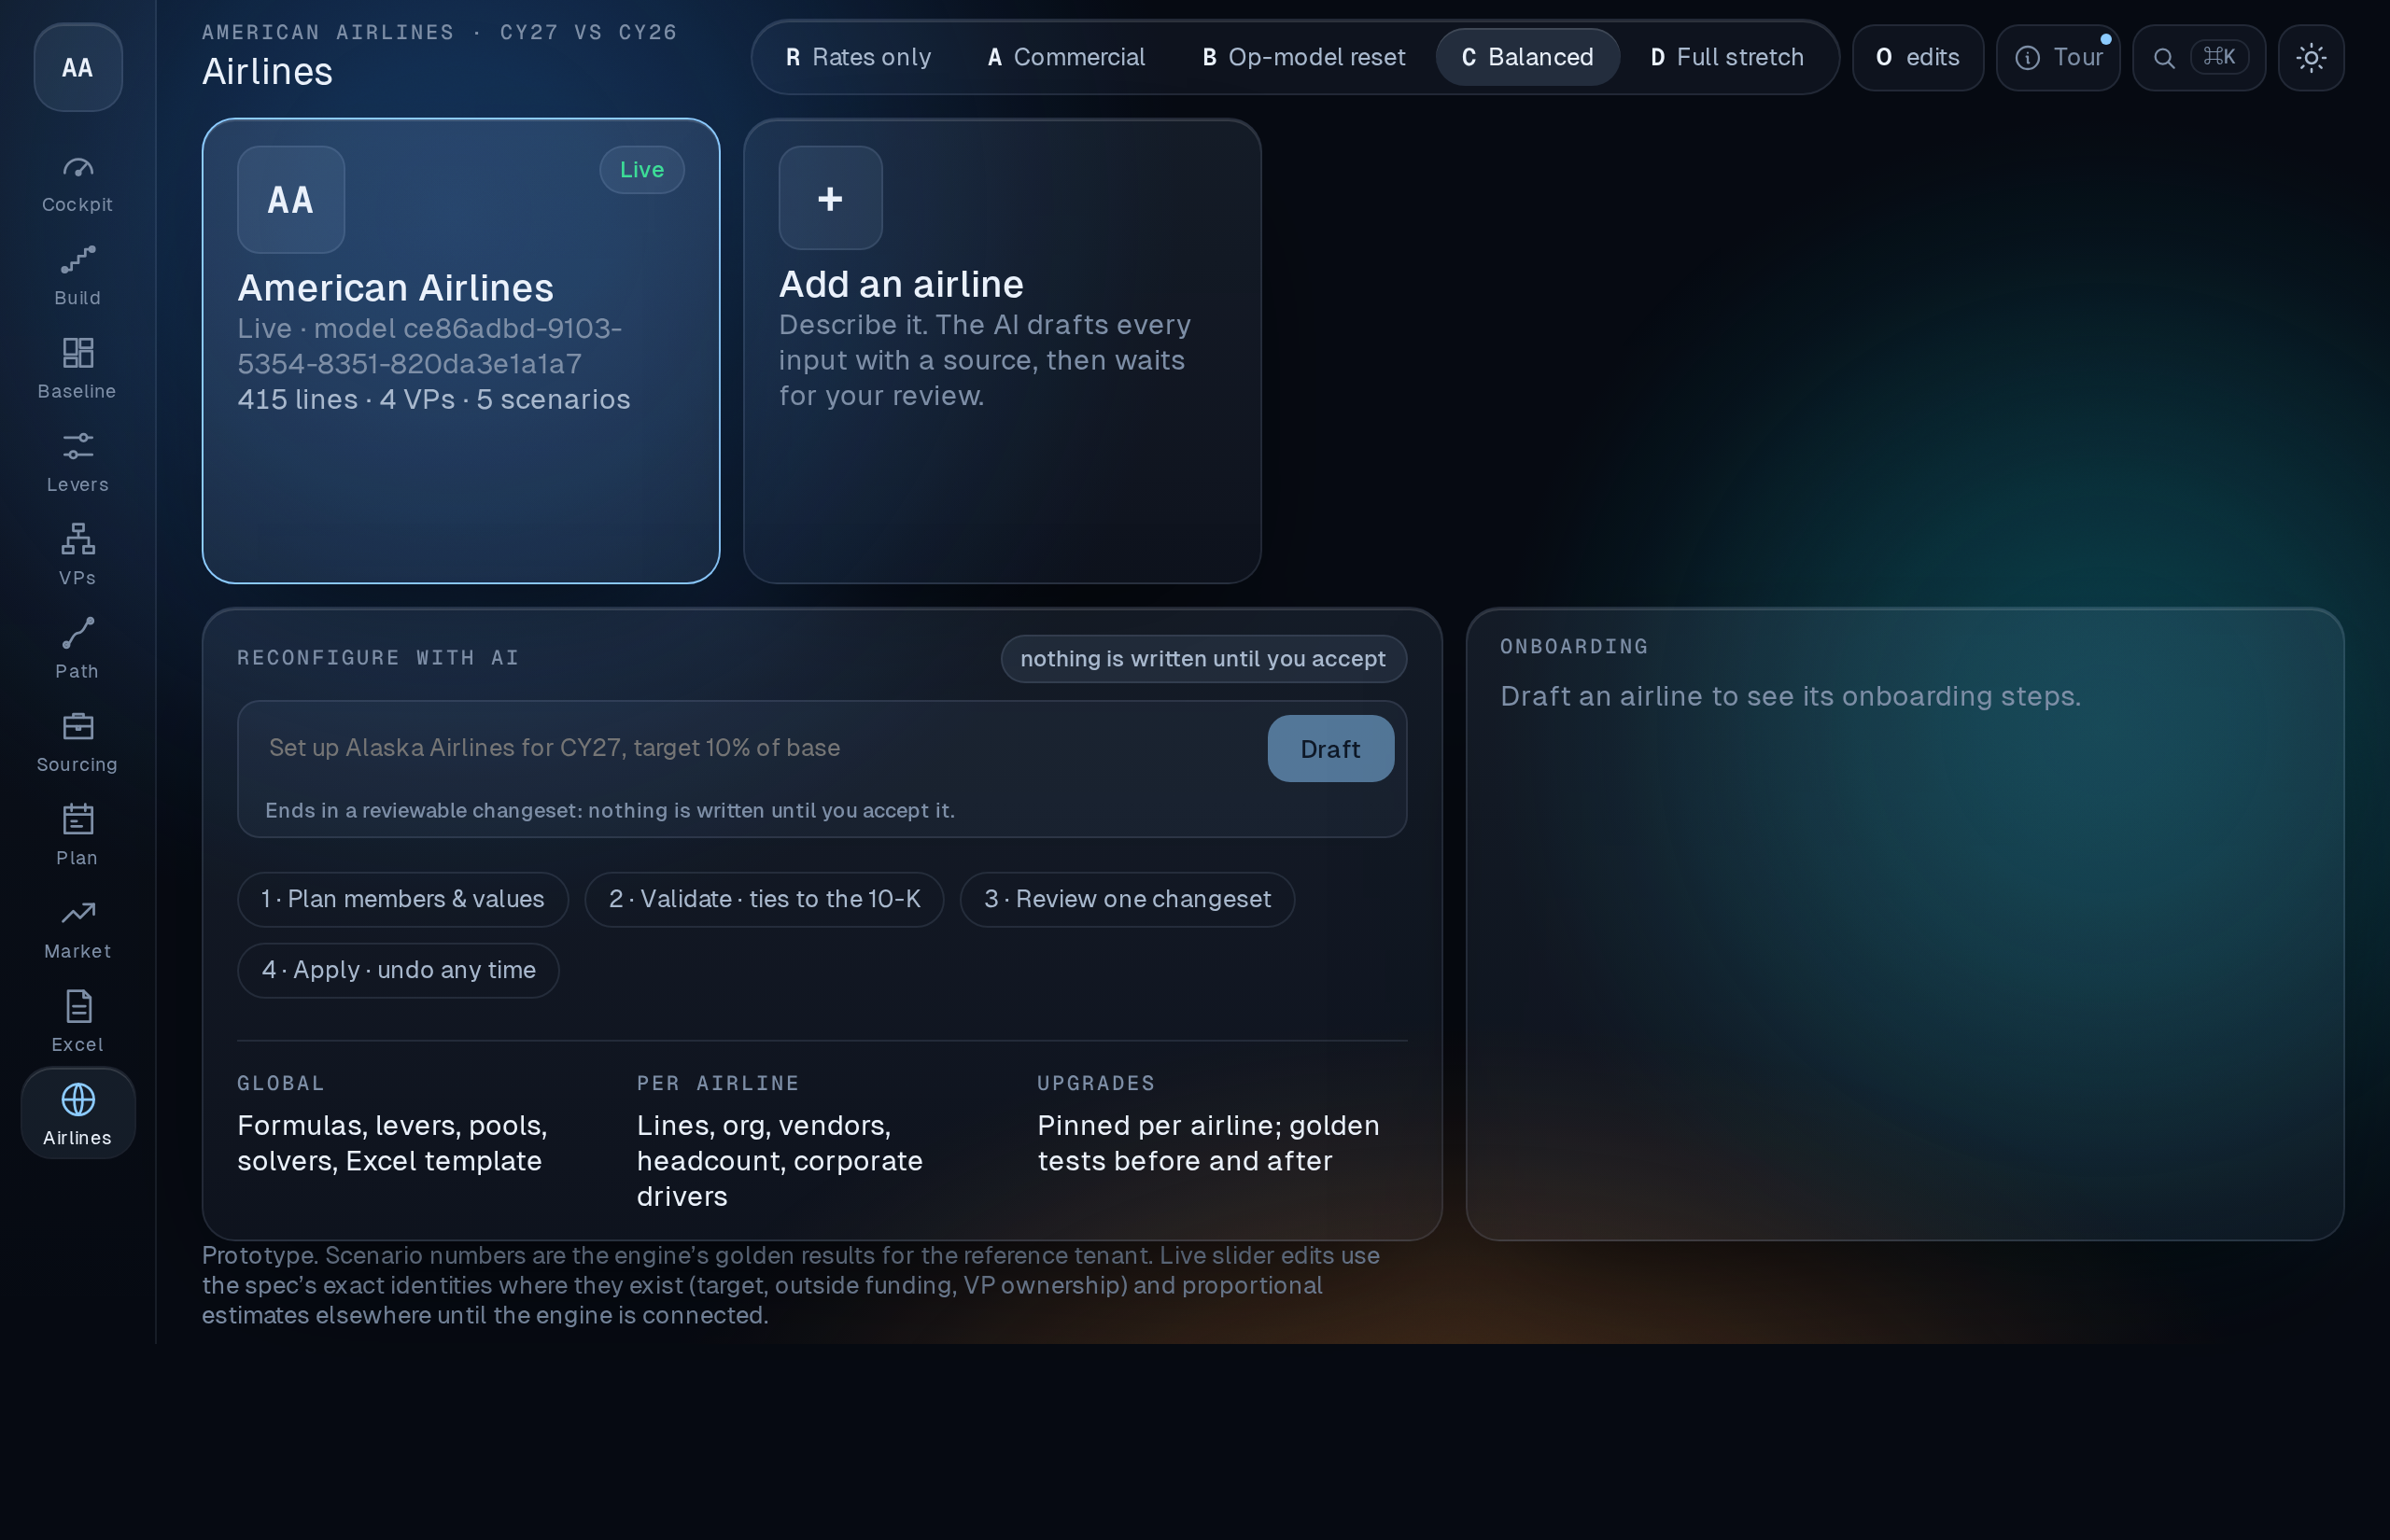 AA
AMERICAN AIRLINES · CY27 VS CY26
Airlines
R Rates only
A Commercial
B Op-model reset
C Balanced
D Full stretch
0 edits
Tour
⌘K
Cockpit
Build
Baseline
Levers
VPs
Path
Sourcing
Plan
Market
Excel
Airlines
AA
Live
American Airlines
Live · model ce86adbd-9103-
5354-8351-820da3e1a1a7
415 lines · 4 VPs · 5 scenarios
+
Add an airline
Describe it. The AI drafts every
input with a source, then waits
for your review.
RECONFIGURE WITH AI
nothing is written until you accept
Set up Alaska Airlines for CY27, target 10% of base
Draft
Ends in a reviewable changeset: nothing is written until you accept it.
1 · Plan members & values
2 · Validate · ties to the 10-K
3 · Review one changeset
4 · Apply · undo any time
GLOBAL
Formulas, levers, pools,
solvers, Excel template
PER AIRLINE
Lines, org, vendors,
headcount, corporate
drivers
UPGRADES
Pinned per airline; golden
tests before and after
ONBOARDING
Draft an airline to see its onboarding steps.
Prototype. Scenario numbers are the engine’s golden results for the reference tenant. Live slider edits use
the spec’s exact identities where they exist (target, outside funding, VP ownership) and proportional
estimates elsewhere until the engine is connected.